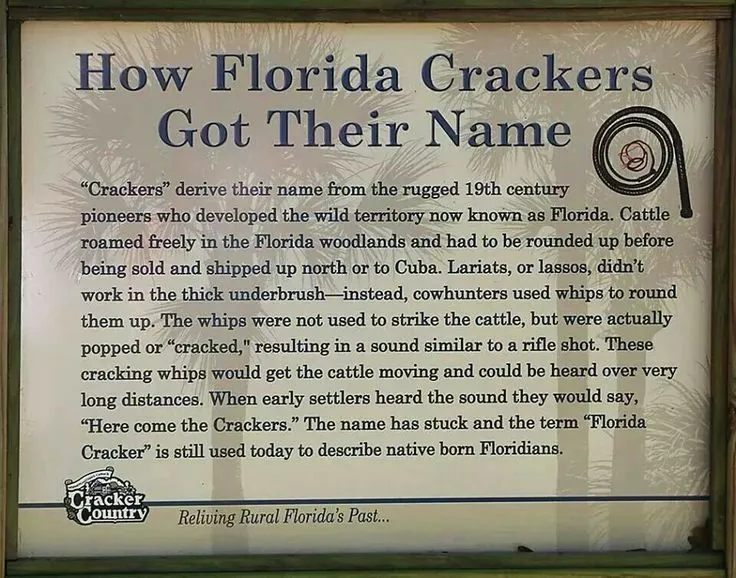 How Florida Crackers
Got Their Name
“Crackers” derive their name from the rugged 19th century
pioneers who developed the wild territory now known as Florida. Cattle
roamed freely in the Florida woodlands and had to be rounded up before
being sold and shipped up north or to Cuba. Lariats, or lassos, didn’t
work in the thick underbrush—instead, cowhunters used whips to round
them up. The whips were not used to strike the cattle, but were actually
popped or “cracked," resulting in a sound similar to a rifle shot. These
cracking whips would get the cattle moving and could be heard over very
long distances. When early settlers heard the sound they would say,
“Here come the Crackers.” The name has stuck and the term “Florida
Cracker” is still used today to describe native born Floridians.
Cracker
Country
Reliving Rural Florida’s Past...